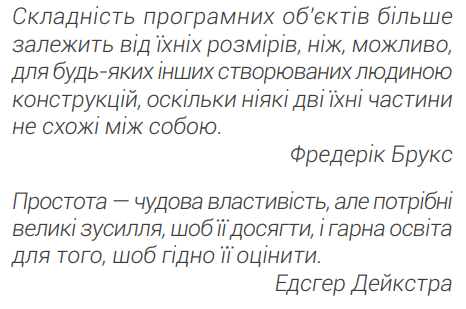 Складність програмних об’єктів більше
залежить від їхніх розмірів, ніж, можливо,
для будь-яких інших створюваних людиною
конструкцій, оскільки ніякі дві їхні частини
не схожі між собою.
Фредерік Брукс
Простота — чудова властивість, але потрібні
великі зусилля, шоб її досягти, і гарна освіта
для того, шоб гідно її оцінити.
Едсгер Дейкстра